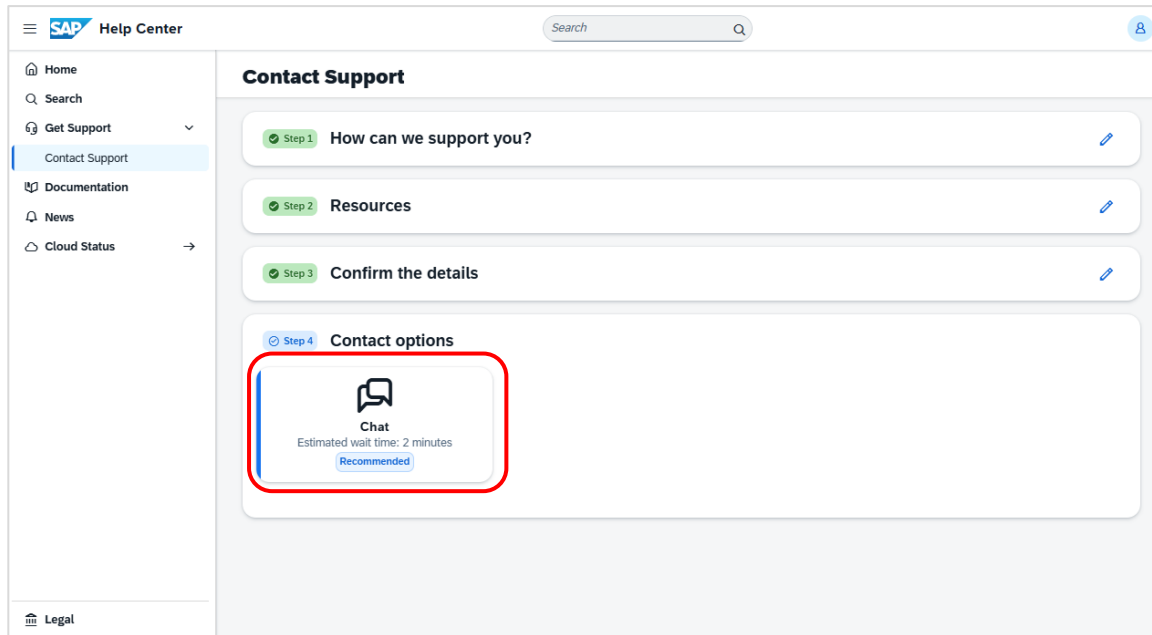 SAP Help Center
Search
Home
Search
Get Support
Contact Support
Documentation
News
Cloud Status
Legal
Contact Support
Step 1 How can we support you?
Step 2 Resources
Step 3 Confirm the details
Step 4 Contact options
Chat
Estimated wait time: 2 minutes
Recommended